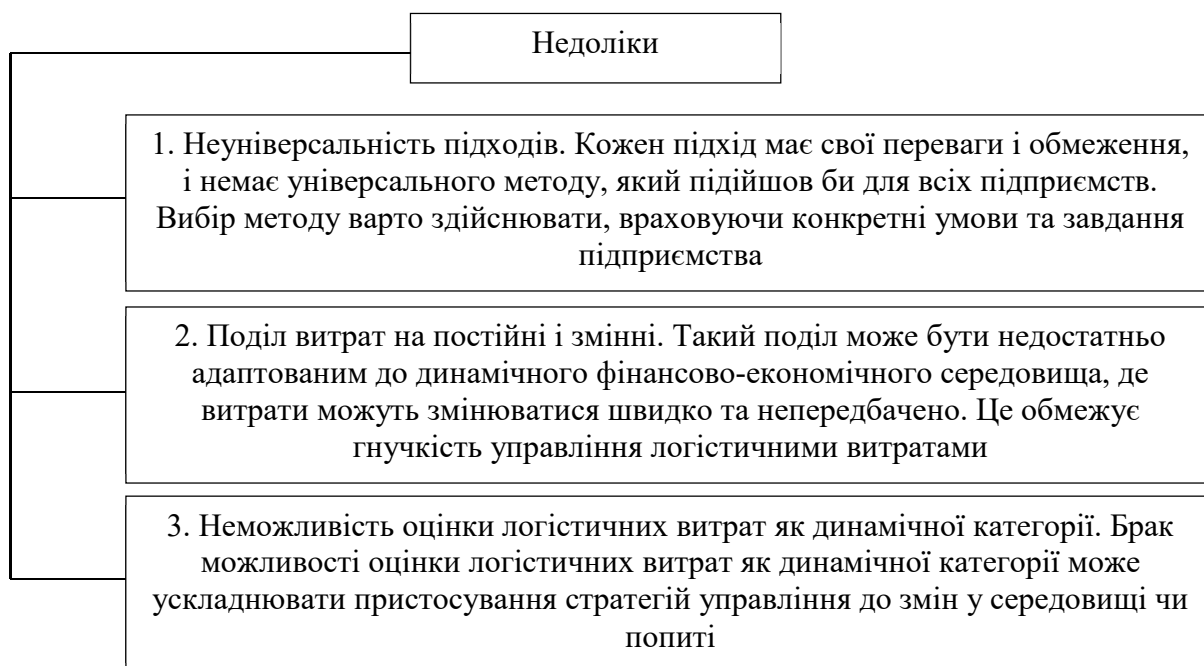 Недоліки
1. Неуніверсальність підходів. Кожен підхід має свої переваги і обмеження,
і немає універсального методу, який підійшов би для всіх підприємств.
Вибір методу варто здійснювати, враховуючи конкретні умови та завдання
підприємства
2. Поділ витрат на постійні і змінні. Такий поділ може бути недостатньо
адаптованим до динамічного фінансово-економічного середовища, де
витрати можуть змінюватися швидко та непередбачено. Це обмежує
гнучкість управління логістичними витратами
3. Неможливість оцінки логістичних витрат як динамічної категорії. Брак
можливості оцінки логістичних витрат як динамічної категорії може
ускладнювати пристосування стратегій управління до змін у середовищі чи
попиті